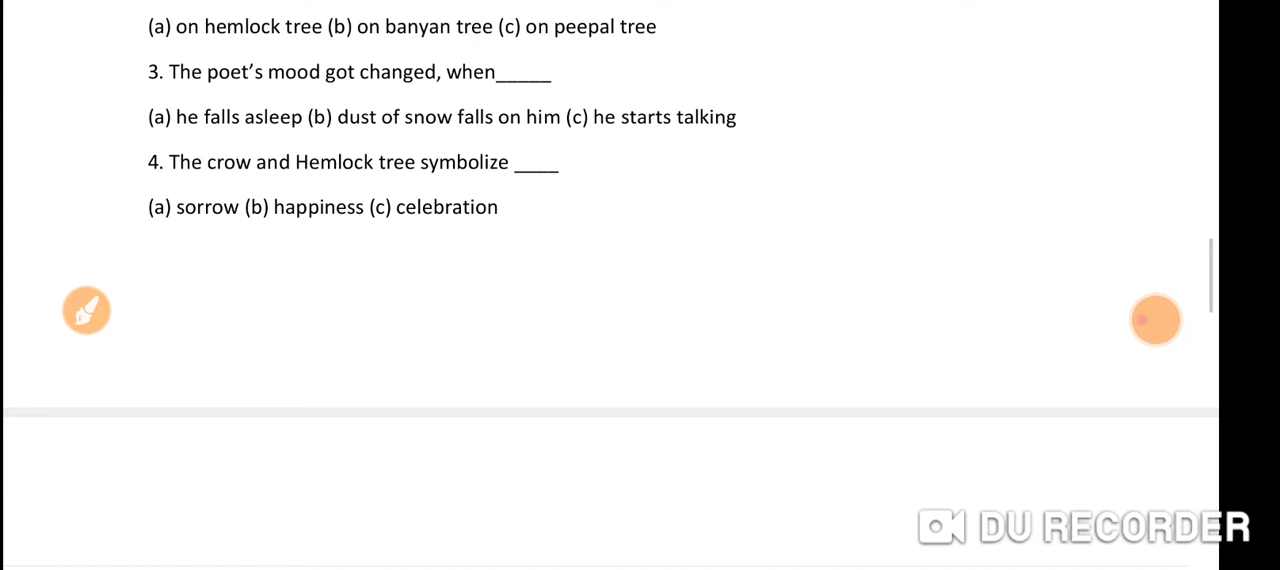 (a) on hemlock tree (b) on banyan tree (c) on peepal tree
3. The poet’s mood got changed, when_____
(a) he falls asleep (b) dust of snow falls on him (c) he starts talking
4. The crow and Hemlock tree symbolize ____
(a) sorrow (b) happiness (c) celebration
DU RECORDER